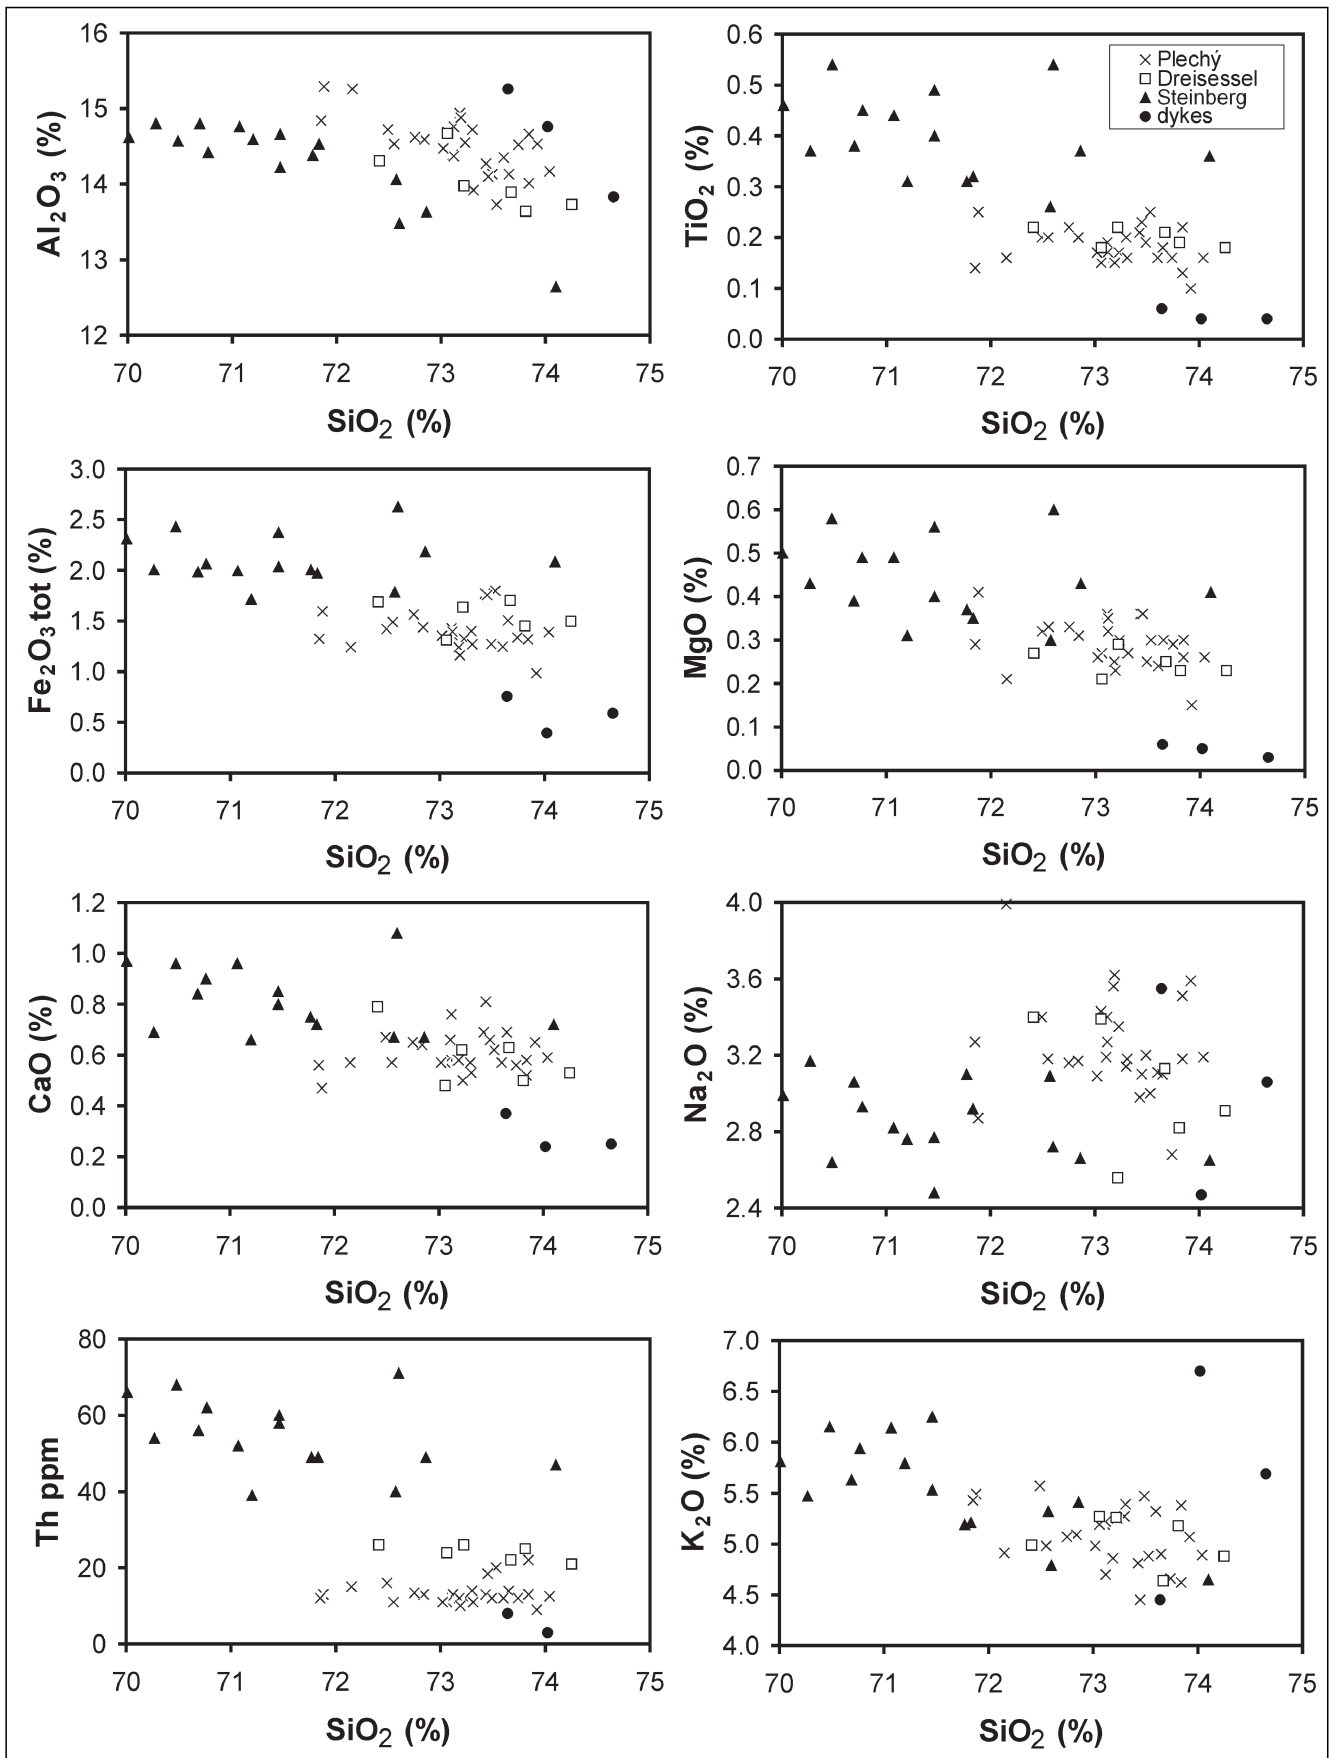 Al2O3 (%)
16
15
14
13
12
70 71 72 73 74 75
SiO2 (%)
TiO2 (%)
0.6
0.5
0.4
0.3
0.2
0.1
0.0
Plechý
Dreisessel
Steinberg
dykes
70 71 72 73 74 75
SiO2 (%)
Fe2O3 tot (%)
3.0
2.5
2.0
1.5
1.0
0.5
0.0
70 71 72 73 74 75
SiO2 (%)
MgO (%)
0.7
0.6
0.5
0.4
0.3
0.2
0.1
0.0
70 71 72 73 74 75
SiO2 (%)
CaO (%)
1.2
1.0
0.8
0.6
0.4
0.2
0.0
70 71 72 73 74 75
SiO2 (%)
Na2O (%)
4.0
3.6
3.2
2.8
2.4
70 71 72 73 74 75
SiO2 (%)
Th ppm
80
60
40
20
0
70 71 72 73 74 75
SiO2 (%)
K2O (%)
7.0
6.5
6.0
5.5
5.0
4.5
4.0
70 71 72 73 74 75
SiO2 (%)